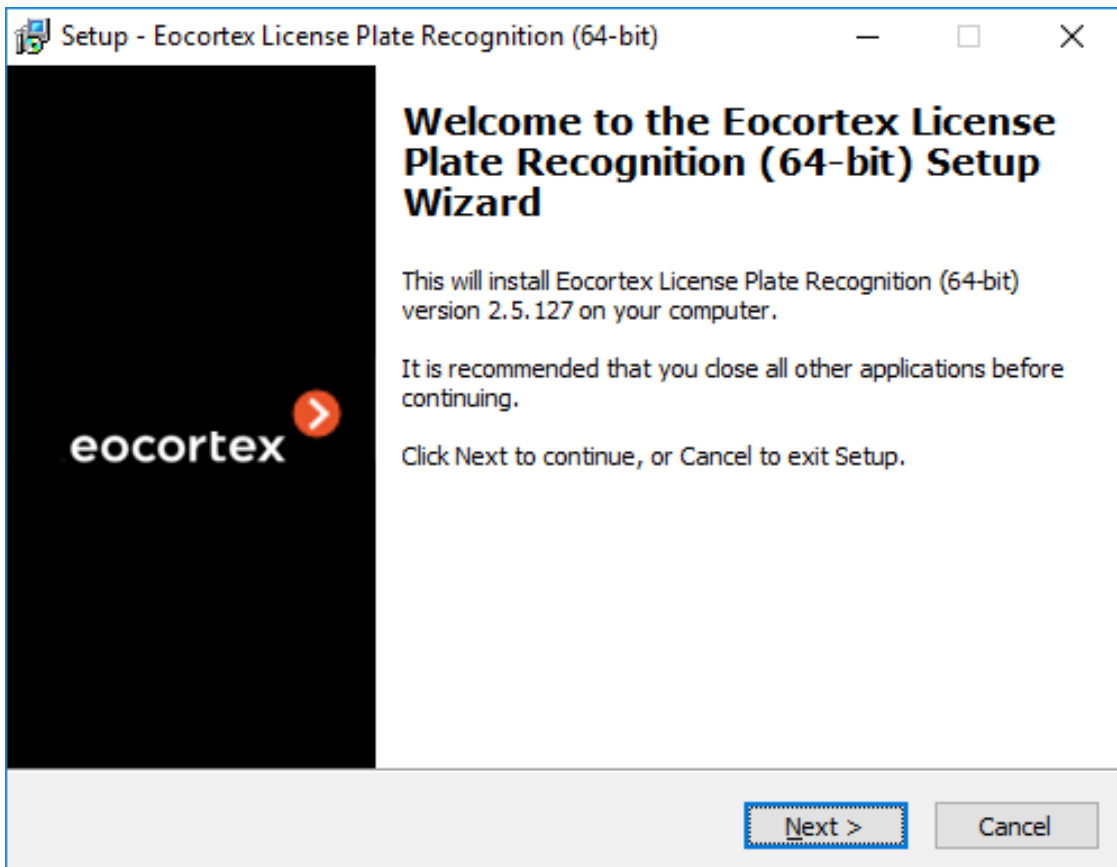 Setup - Eocortex License Plate Recognition (64-bit)
Welcome to the Eocortex License
Plate Recognition (64-bit) Setup
Wizard
This will install Eocortex License Plate Recognition (64-bit)
version 2.5.127 on your computer.
It is recommended that you close all other applications before
continuing.
eocortex
Click Next to continue, or Cancel to exit Setup.
Next >
Cancel